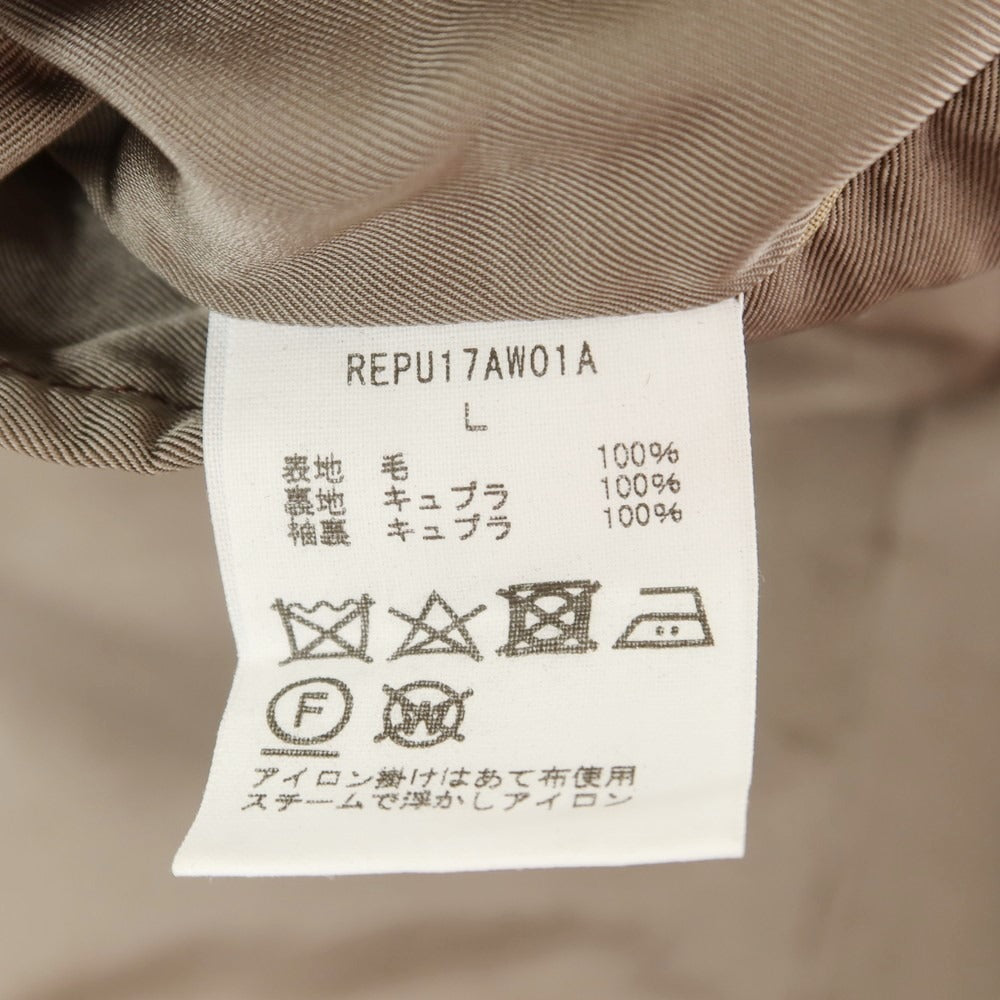 REPU17AW01A
L
表地 毛 100%
裏地 キュプラ 100%
袖裏 キュプラ 100%
F
W
アイロン掛けはあて布使用
スチームで浮かしアイロン